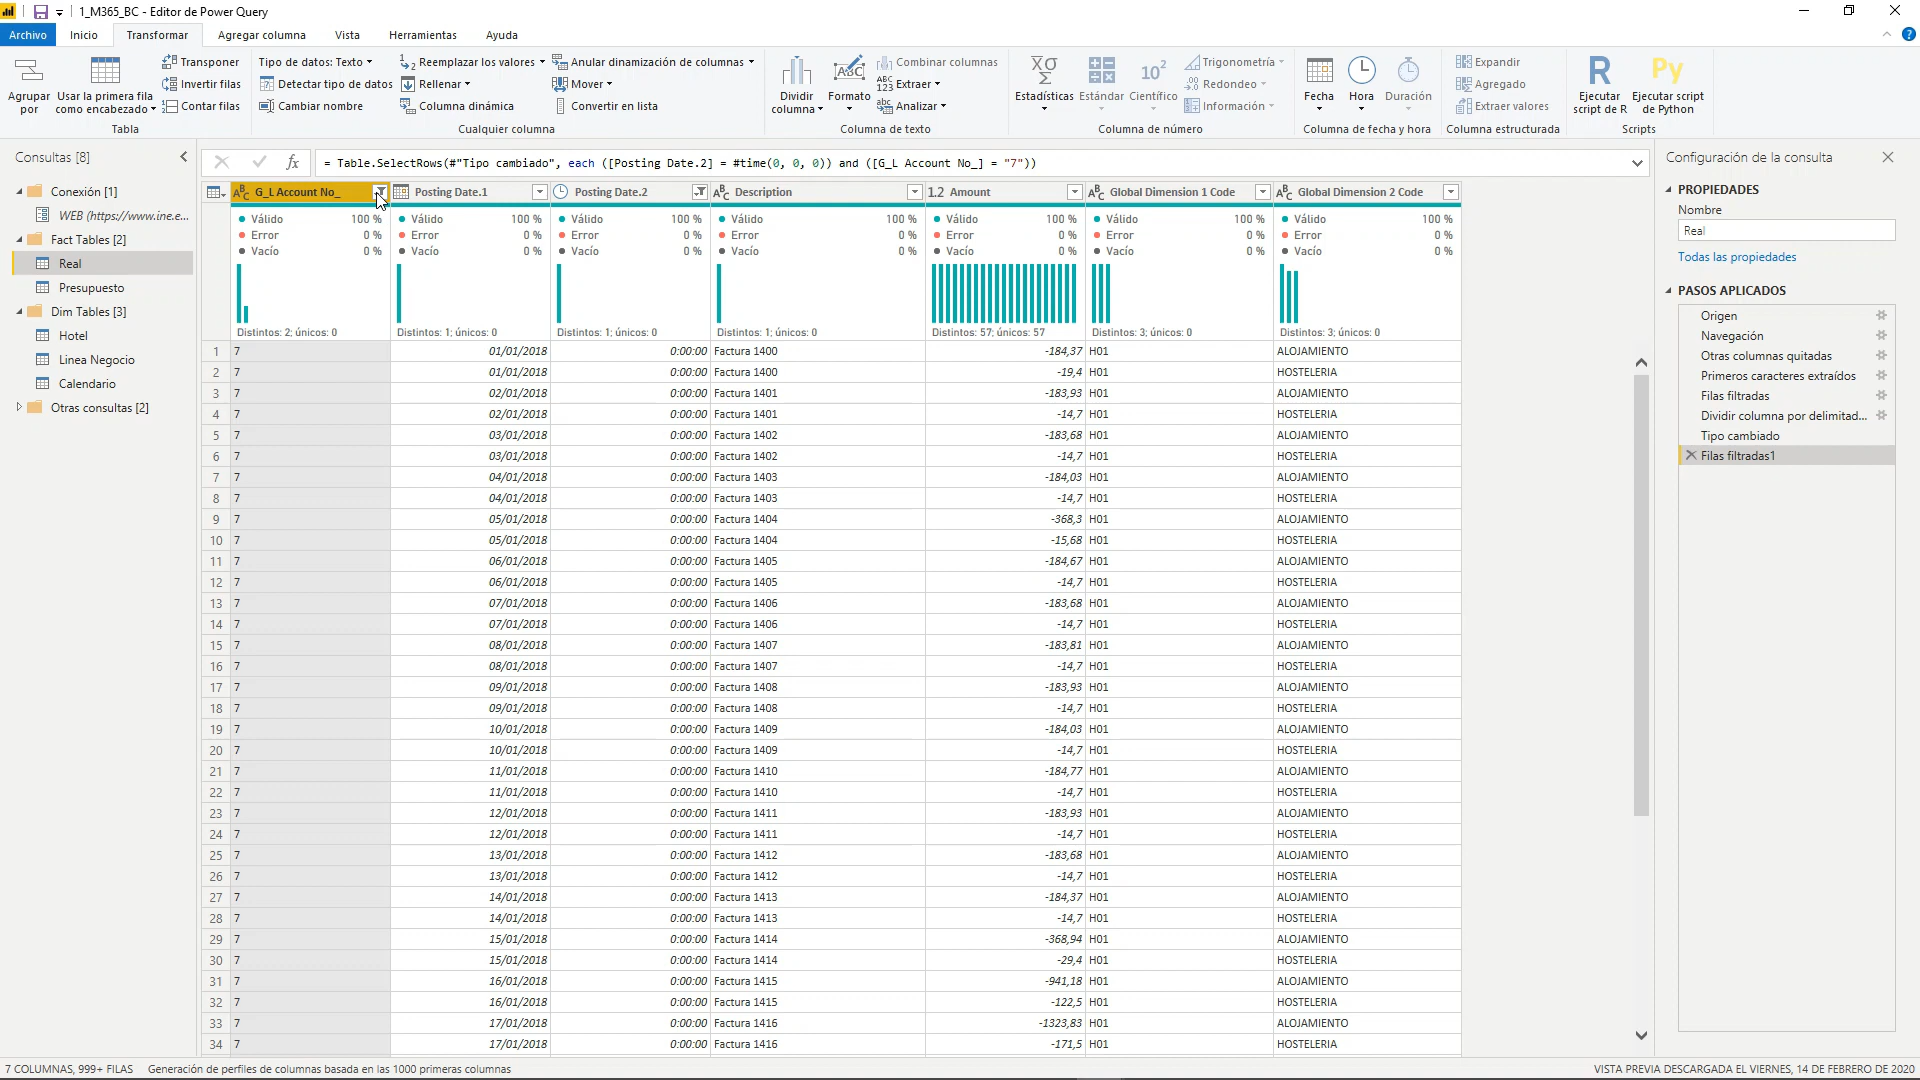 1_M365_BC - Editor de Power Query
Archivo Inicio Transformar Agregar columna Vista Herramientas Ayuda
Agrupar por
Usar la primera fila como encabezado
Transponer
Invertir filas
Contar filas
Tabla
Tipo de datos: Texto
Detectar tipo de datos
Cambiar nombre
Reemplazar los valores
Rellenar
Columna dinámica
Anular dinamización de columnas
Mover
Convertir en lista
Cualquier columna
Dividir columna
Formato
Combinar columnas
Extraer
Analizar
Columna de texto
Estadísticas
Estándar
Científico
Trigonometría
Redondeo
Información
Columna de número
Fecha
Hora
Duración
Columna de fecha y hora
Expandir
Agregado
Extraer valores
Columna estructurada
Ejecutar script de R
Ejecutar script de Python
Scripts
Consultas [8]
Conexión [1]
WEB (https://www.ine.e...
Fact Tables [2]
Real
Presupuesto
Dim Tables [3]
Hotel
Linea Negocio
Calendario
Otras consultas [2]
= Table.SelectRows(#"Tipo cambiado", each ([Posting Date.2] = #time(0, 0, 0)) and ([G_L Account No_] = "7"))
G_L Account No_ Posting Date.1 Posting Date.2 Description 1.2 Amount Global Dimension 1 Code Global Dimension 2 Code
Válido 100 % Válido 100 % Válido 100 % Válido 100 % Válido 100 % Válido 100 % Válido 100 %
Error 0 % Error 0 % Error 0 % Error 0 % Error 0 % Error 0 % Error 0 %
Vacío 0 % Vacío 0 % Vacío 0 % Vacío 0 % Vacío 0 % Vacío 0 % Vacío 0 %
Distintos: 2; únicos: 0 Distintos: 1; únicos: 0 Distintos: 1; únicos: 0 Distintos: 1; únicos: 0 Distintos: 57; únicos: 57 Distintos: 3; únicos: 0 Distintos: 3; únicos: 0
1 7 01/01/2018 0:00:00 Factura 1400 -184,37 H01 ALOJAMIENTO
2 7 01/01/2018 0:00:00 Factura 1400 -19,4 H01 HOSTELERIA
3 7 02/01/2018 0:00:00 Factura 1401 -183,93 H01 ALOJAMIENTO
4 7 02/01/2018 0:00:00 Factura 1401 -14,7 H01 HOSTELERIA
5 7 03/01/2018 0:00:00 Factura 1402 -183,68 H01 ALOJAMIENTO
6 7 03/01/2018 0:00:00 Factura 1402 -14,7 H01 HOSTELERIA
7 7 04/01/2018 0:00:00 Factura 1403 -184,03 H01 ALOJAMIENTO
8 7 04/01/2018 0:00:00 Factura 1403 -14,7 H01 HOSTELERIA
9 7 05/01/2018 0:00:00 Factura 1404 -368,3 H01 ALOJAMIENTO
10 7 05/01/2018 0:00:00 Factura 1404 -15,68 H01 HOSTELERIA
11 7 06/01/2018 0:00:00 Factura 1405 -184,67 H01 ALOJAMIENTO
12 7 06/01/2018 0:00:00 Factura 1405 -14,7 H01 HOSTELERIA
13 7 07/01/2018 0:00:00 Factura 1406 -183,68 H01 ALOJAMIENTO
14 7 07/01/2018 0:00:00 Factura 1406 -14,7 H01 HOSTELERIA
15 7 08/01/2018 0:00:00 Factura 1407 -183,81 H01 ALOJAMIENTO
16 7 08/01/2018 0:00:00 Factura 1407 -14,7 H01 HOSTELERIA
17 7 09/01/2018 0:00:00 Factura 1408 -183,93 H01 ALOJAMIENTO
18 7 09/01/2018 0:00:00 Factura 1408 -14,7 H01 HOSTELERIA
19 7 10/01/2018 0:00:00 Factura 1409 -184,03 H01 ALOJAMIENTO
20 7 10/01/2018 0:00:00 Factura 1409 -14,7 H01 HOSTELERIA
21 7 11/01/2018 0:00:00 Factura 1410 -184,77 H01 ALOJAMIENTO
22 7 11/01/2018 0:00:00 Factura 1410 -14,7 H01 HOSTELERIA
23 7 12/01/2018 0:00:00 Factura 1411 -183,93 H01 ALOJAMIENTO
24 7 12/01/2018 0:00:00 Factura 1411 -14,7 H01 HOSTELERIA
25 7 13/01/2018 0:00:00 Factura 1412 -183,68 H01 ALOJAMIENTO
26 7 13/01/2018 0:00:00 Factura 1412 -14,7 H01 HOSTELERIA
27 7 14/01/2018 0:00:00 Factura 1413 -184,37 H01 ALOJAMIENTO
28 7 14/01/2018 0:00:00 Factura 1413 -14,7 H01 HOSTELERIA
29 7 15/01/2018 0:00:00 Factura 1414 -368,94 H01 ALOJAMIENTO
30 7 15/01/2018 0:00:00 Factura 1414 -29,4 H01 HOSTELERIA
31 7 16/01/2018 0:00:00 Factura 1415 -941,18 H01 ALOJAMIENTO
32 7 16/01/2018 0:00:00 Factura 1415 -122,5 H01 HOSTELERIA
33 7 17/01/2018 0:00:00 Factura 1416 -1323,83 H01 ALOJAMIENTO
34 7 17/01/2018 0:00:00 Factura 1416 -171,5 H01 HOSTELERIA
Configuración de la consulta
PROPIEDADES
Nombre
Real
Todas las propiedades
PASOS APLICADOS
Origen
Navegación
Otras columnas quitadas
Primeros caracteres extraídos
Filas filtradas
Dividir columna por delimitad...
Tipo cambiado
Filas filtradas1
7 COLUMNAS, 999+ FILAS Generación de perfiles de columnas basada en las 1000 primeras columnas VISTA PREVIA DESCARGADA EL VIERNES, 14 DE FEBRERO DE 2020